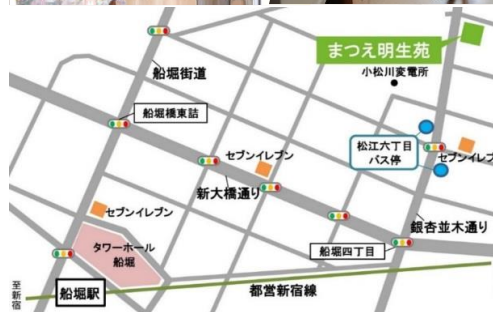 まつえ明生苑
小松川変電所
船堀街道
船堀橋東詰
松江六丁目
バス停
セブンイレブン
セブンイレブン
新大橋通り
銀杏並木通り
セブンイレブン
船堀四丁目
タワーホール
船堀
至新宿
船堀駅
都営新宿線